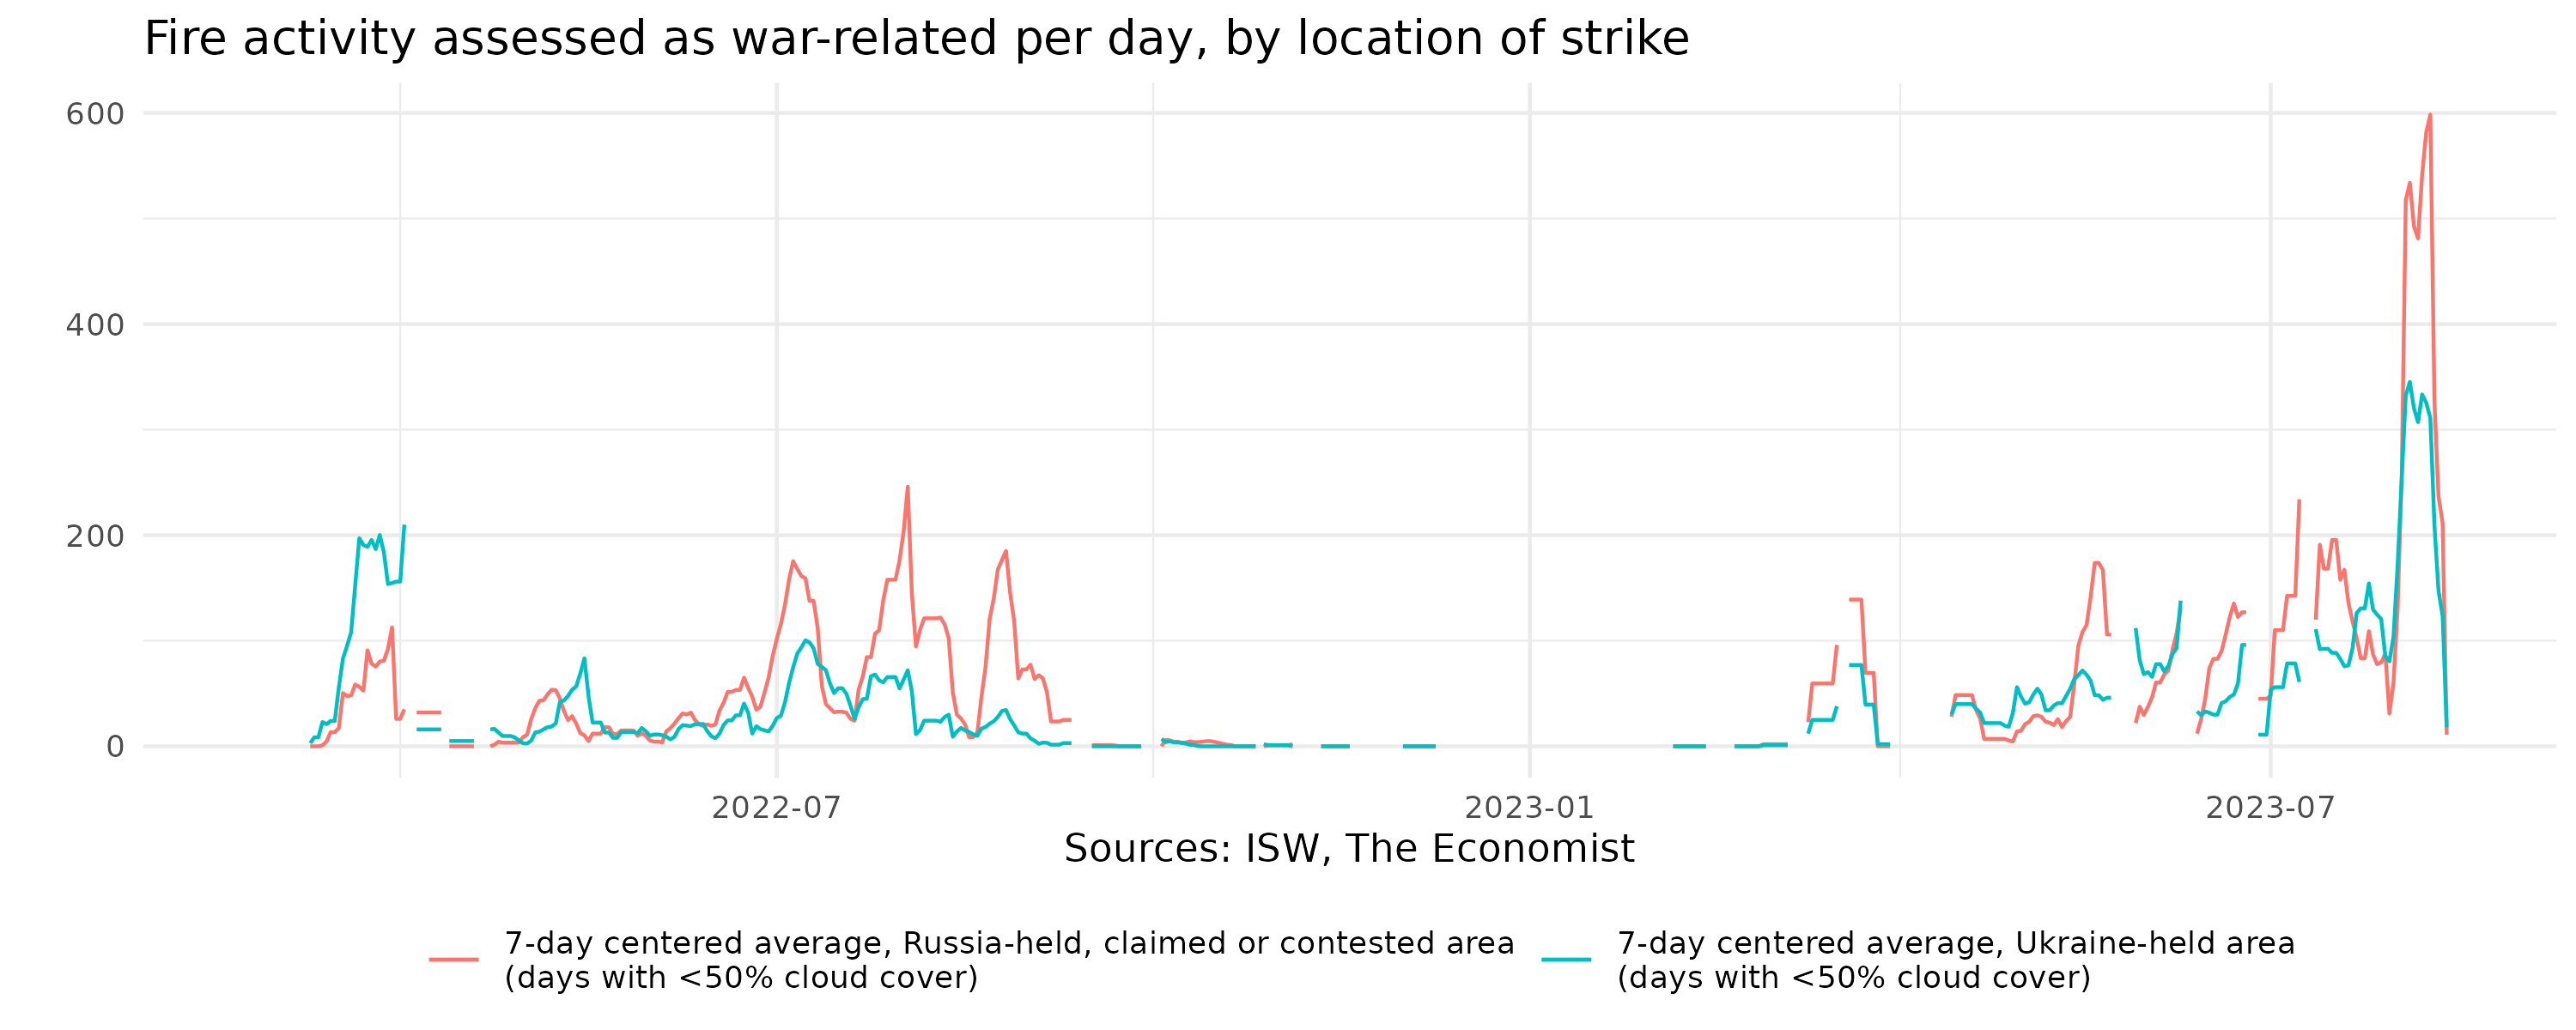 Fire activity assessed as war-related per day, by location of strike
600
400
200
0
2022-07
2023-01
2023-07
Sources: ISW, The Economist
7-day centered average, Russia-held, claimed or contested area
(days with <50% cloud cover)
7-day centered average, Ukraine-held area
(days with <50% cloud cover)